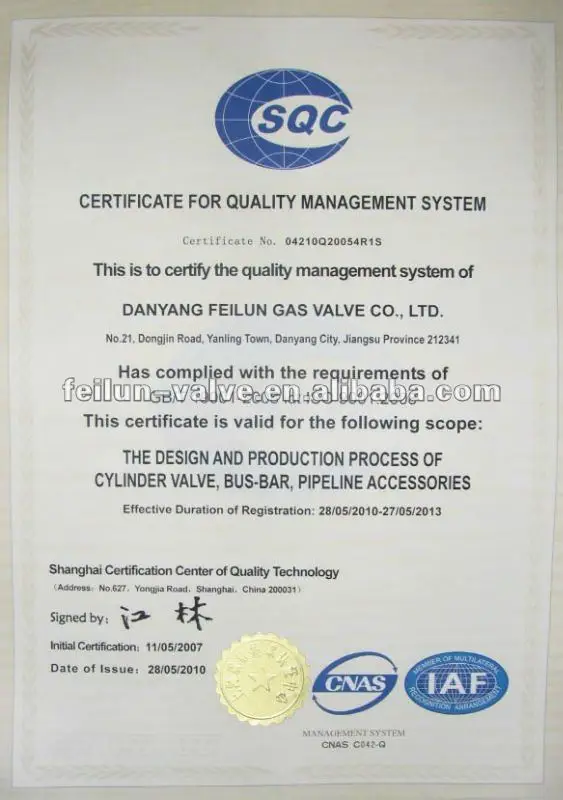 SQC
CERTIFICATE FOR QUALITY MANAGEMENT SYSTEM
Certificate No. 04210Q20054R1S
This is to certify the quality management system of
DANYANG FEILUN GAS VALVE CO., LTD.
No.21, Dongjin Road, Yanling Town, Danyang City, Jiangsu Province 212341
Has complied with the requirements of
feilun-valve.en.alibaba.com
This certificate is valid for the following scope:
THE DESIGN AND PRODUCTION PROCESS OF
CYLINDER VALVE, BUS-BAR, PIPELINE ACCESSORIES
Effective Duration of Registration: 28/05/2010-27/05/2013
Shanghai Certification Center of Quality Technology
(Address: No.627, Yongjia Road, Shanghai, China 200031)
Signed by: 江林
Initial Certification: 11/05/2007
Date of Issue: 28/05/2010
CNAS
MEMBER OF MULTILATERAL
IAF
RECOGNITION ARRANGEMENT
MANAGEMENT SYSTEM
CNAS C042-Q